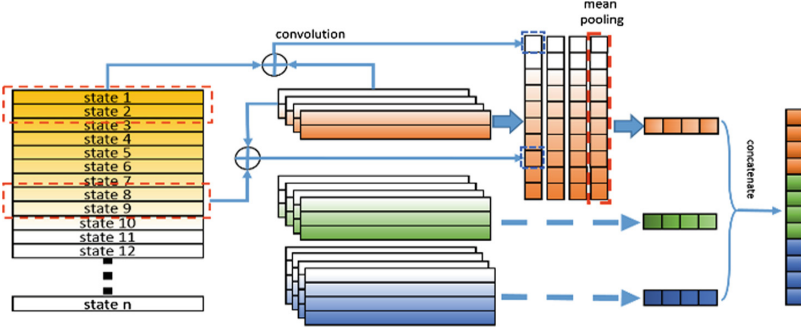 mean
pooling
convolution
state 1
state 2
state 3
state 4
state 5
state 6
state 7
state 8
state 9
state 10
state 11
state 12
state n
concatenate